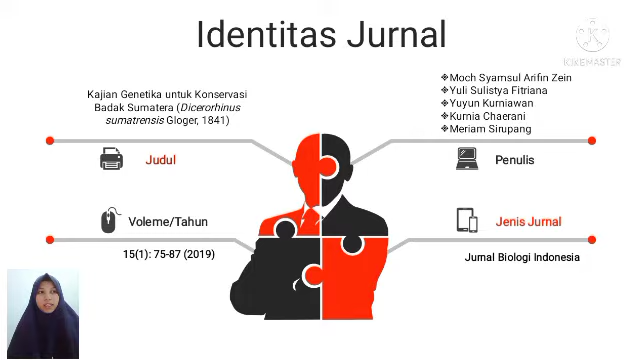 Identitas Jurnal
KINEMASTER
Kajian Genetika untuk Konservasi
Badak Sumatera (Dicerorhinus
sumatrensis Gloger, 1841)
❖Moch Syamsul Arifin Zein
❖Yuli Sulistya Fitriana
❖Yuyun Kurniawan
❖Kurnia Chaerani
❖Meriam Sirupang
Judul
Penulis
Voleme/Tahun
Jenis Jurnal
15(1): 75-87 (2019)
Jurnal Biologi Indonesia